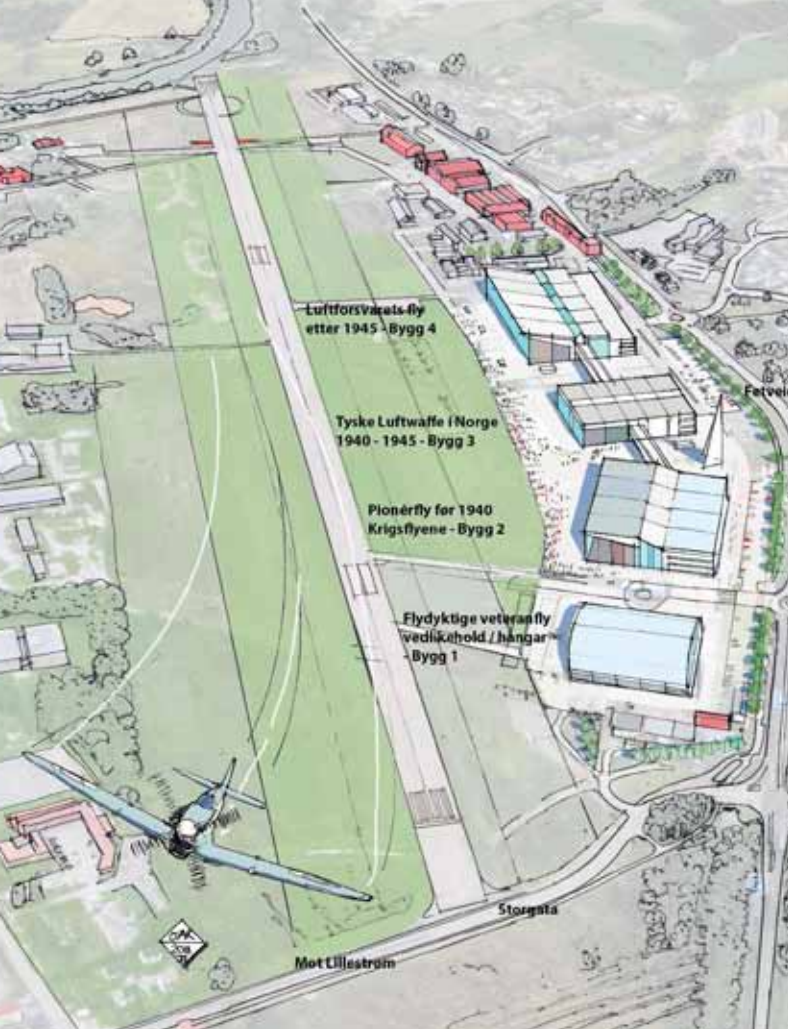 Luftforsvarets fly
etter 1945 - Bygg 4
Tyske Luftwaffe i Norge
1940 - 1945 - Bygg 3
Fetvei
Pionérfly før 1940
Krigsflyene - Bygg 2
Flydyktige veteranfly
vedlikehold / hangar
- Bygg 1
Storgata
Mot Lillestrøm